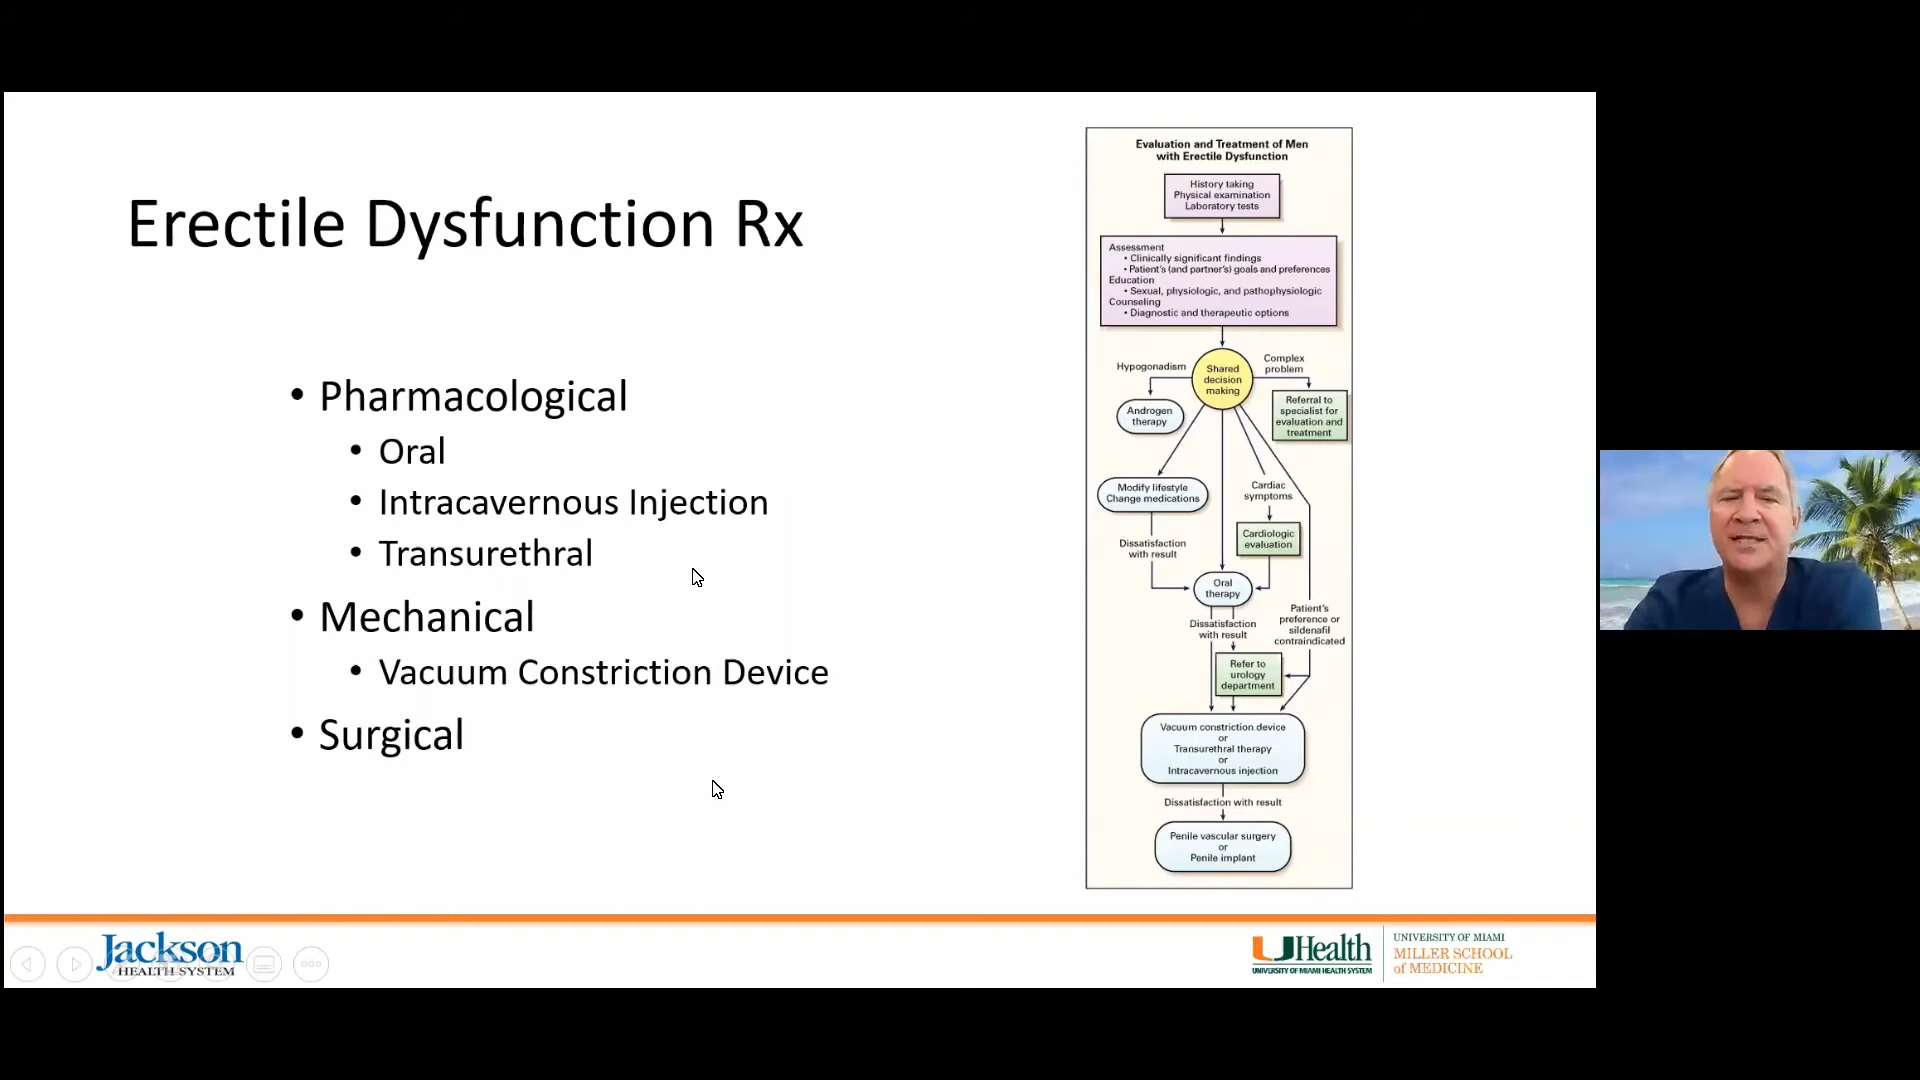 Erectile Dysfunction Rx
• Pharmacological
• Oral
• Intracavernous Injection
• Transurethral
• Mechanical
• Vacuum Constriction Device
• Surgical
Evaluation and Treatment of Men
with Erectile Dysfunction
History taking
Physical examination
Laboratory tests
Assessment
• Clinically significant findings
• Patient's (and partner's) goals and preferences
Education
• Sexual, physiologic, and pathophysiologic
Counseling
• Diagnostic and therapeutic options
Hypogonadism
Shared
decision
making
Complex
problem
Androgen
therapy
Referral to
specialist for
evaluation and
treatment
Modify lifestyle
Change medications
Cardiac
symptoms
Dissatisfaction
with result
Cardiologic
evaluation
Oral
therapy
Dissatisfaction
with result
Patient's
preference or
sildenafil
contraindicated
Refer to
urology
department
Vacuum constriction device
or
Transurethral therapy
or
Intracavernous injection
Dissatisfaction with result
Penile vascular surgery
or
Penile implant
Jackson
HEALTH SYSTEM
UHealth
UNIVERSITY OF MIAMI HEALTH SYSTEM
UNIVERSITY OF MIAMI
MILLER SCHOOL
of MEDICINE